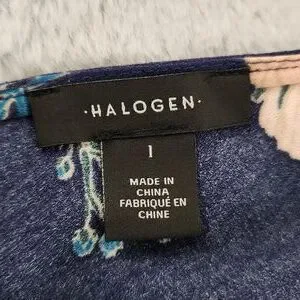 ·HALOGEN·
1
MADE IN
CHINA
FABRIQUÉ EN
CHINE